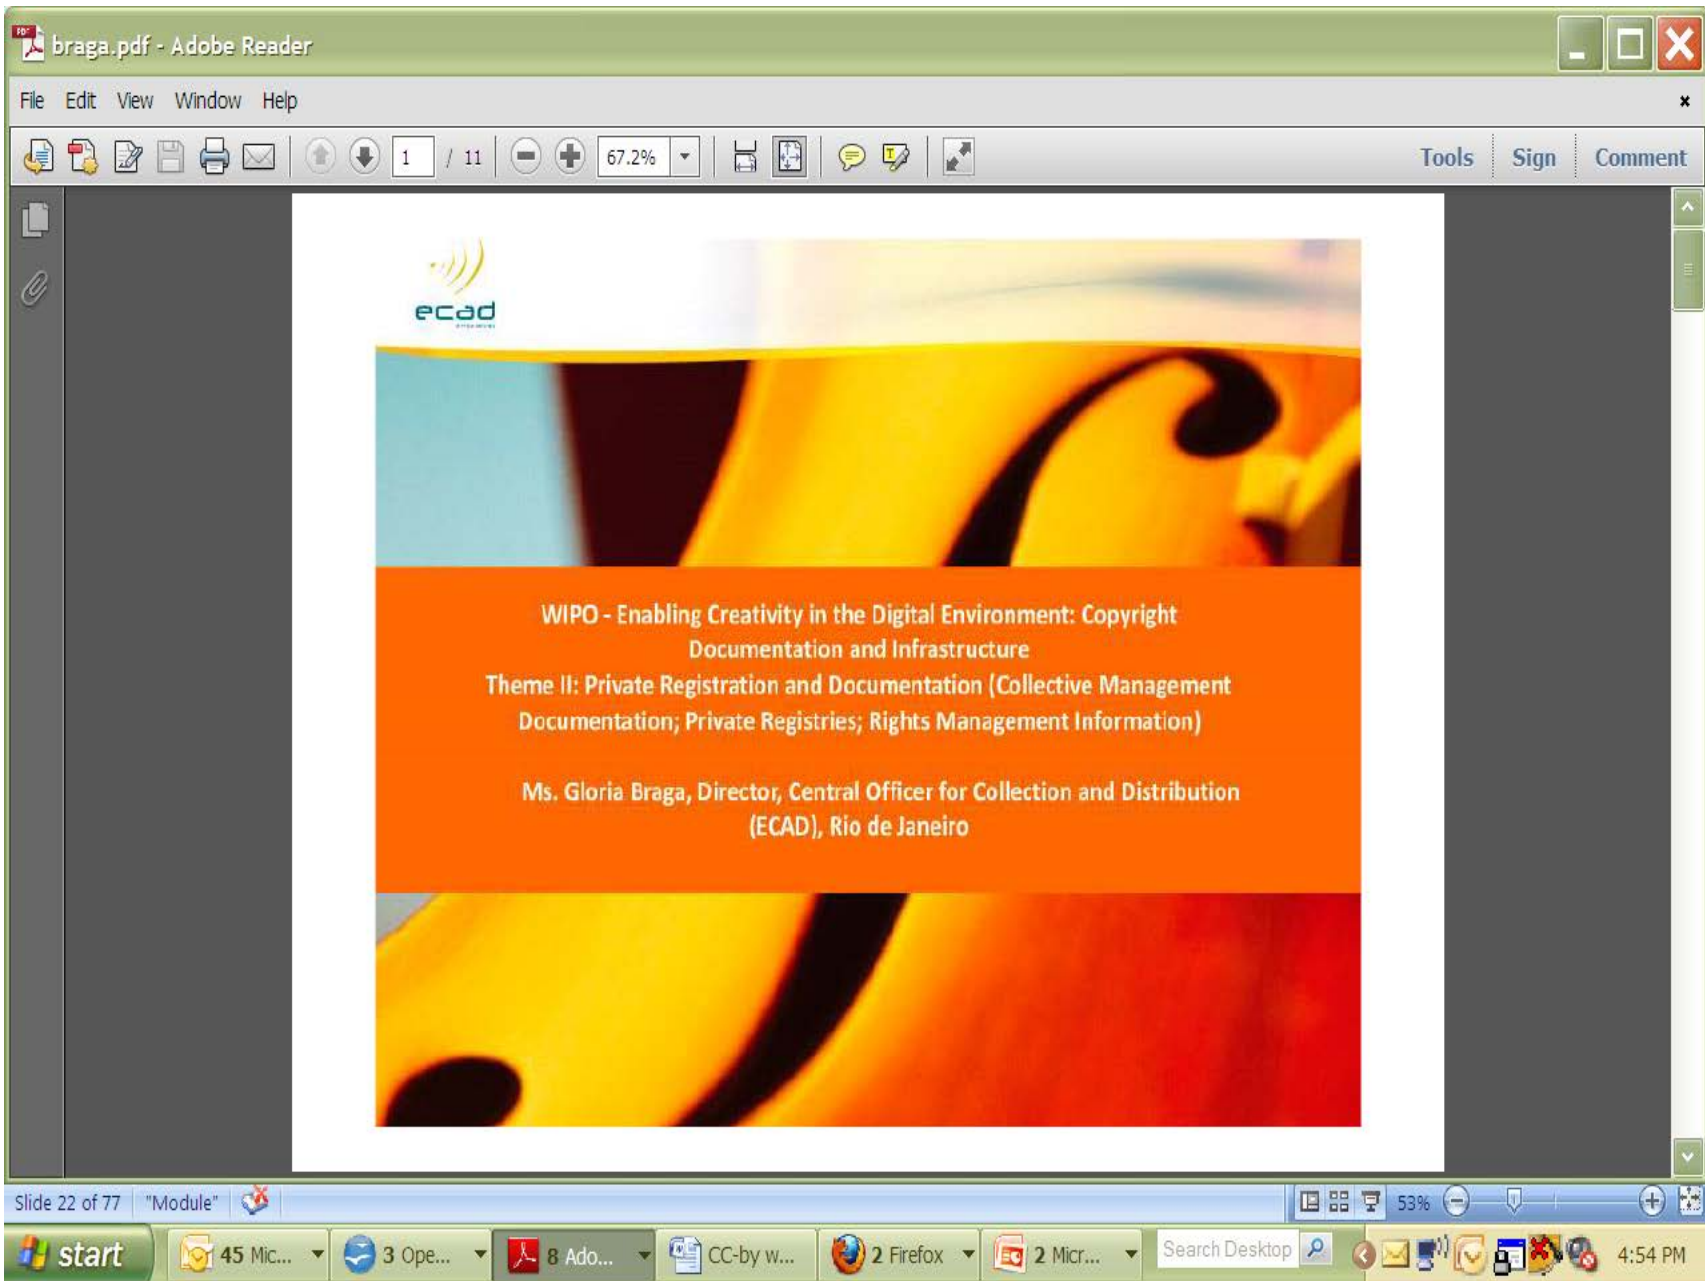 braga.pdf - Adobe Reader
File Edit View Window Help
1 / 11 67.2% Tools Sign Comment
ecad
WIPO - Enabling Creativity in the Digital Environment: Copyright
Documentation and Infrastructure
Theme II: Private Registration and Documentation (Collective Management
Documentation; Private Registries; Rights Management Information)
Ms. Gloria Braga, Director, Central Officer for Collection and Distribution
(ECAD), Rio de Janeiro
Slide 22 of 77 "Module" 53%
start 45 Mic... 3 Ope... 8 Ado... CC-by w... 2 Firefox 2 Micr... Search Desktop 4:54 PM